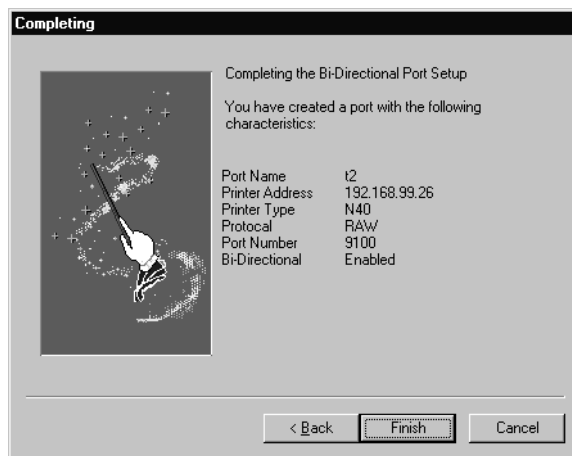 Completing
Completing the Bi-Directional Port Setup
You have created a port with the following
characteristics:
Port Name t2
Printer Address 192.168.99.26
Printer Type N40
Protocal RAW
Port Number 9100
Bi-Directional Enabled
< Back Finish Cancel